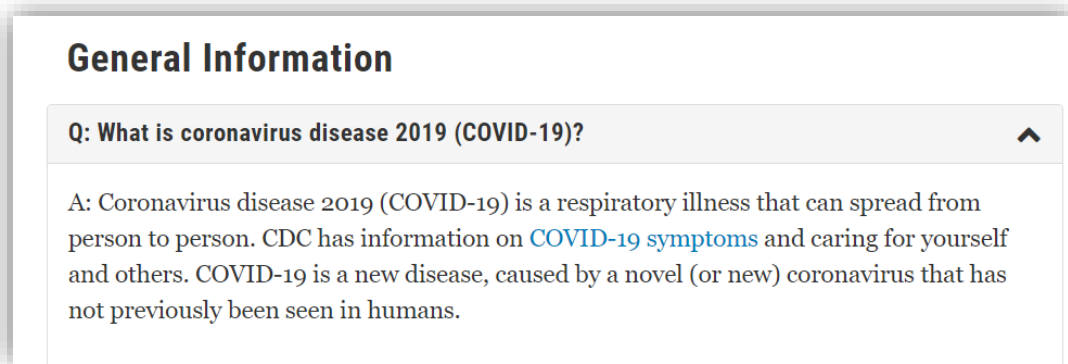 General Information
Q: What is coronavirus disease 2019 (COVID-19)?
A: Coronavirus disease 2019 (COVID-19) is a respiratory illness that can spread from
person to person. CDC has information on COVID-19 symptoms and caring for yourself
and others. COVID-19 is a new disease, caused by a novel (or new) coronavirus that has
not previously been seen in humans.